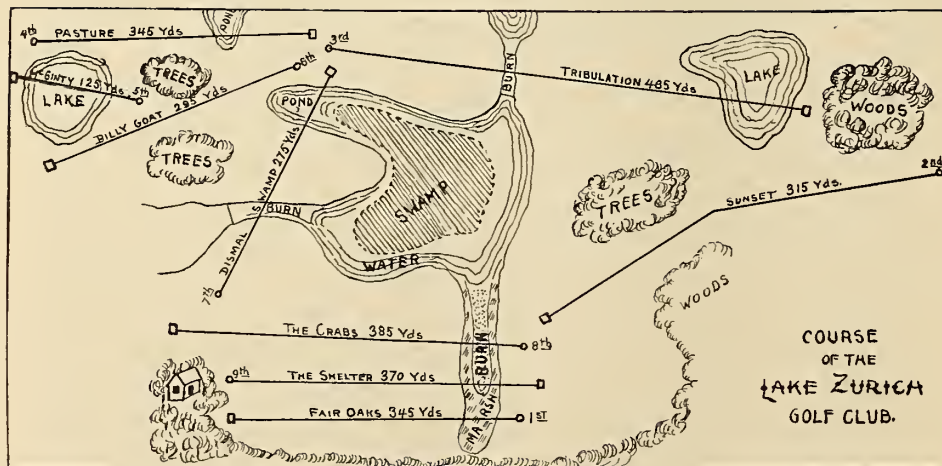 POND
4th PASTURE 345 Yds
3rd
TRIBULATION 485 Yds
6th
GINTY 125 Yds. 5th
LAKE
TREES
BILLY GOAT 295 Yds
TREES
POND
DISMAL SWAMP 275 Yds
7th
BURN
SWAMP
WATER
BURN
LAKE
WOODS
2nd
SUNSET 315 Yds.
TREES
WOODS
THE CRABS 385 Yds
8th
BURN
9th
THE SHELTER 370 Yds
FAIR OAKS 345 Yds
1ST
MARSH
COURSE
OF THE
LAKE ZURICH
GOLF CLUB.